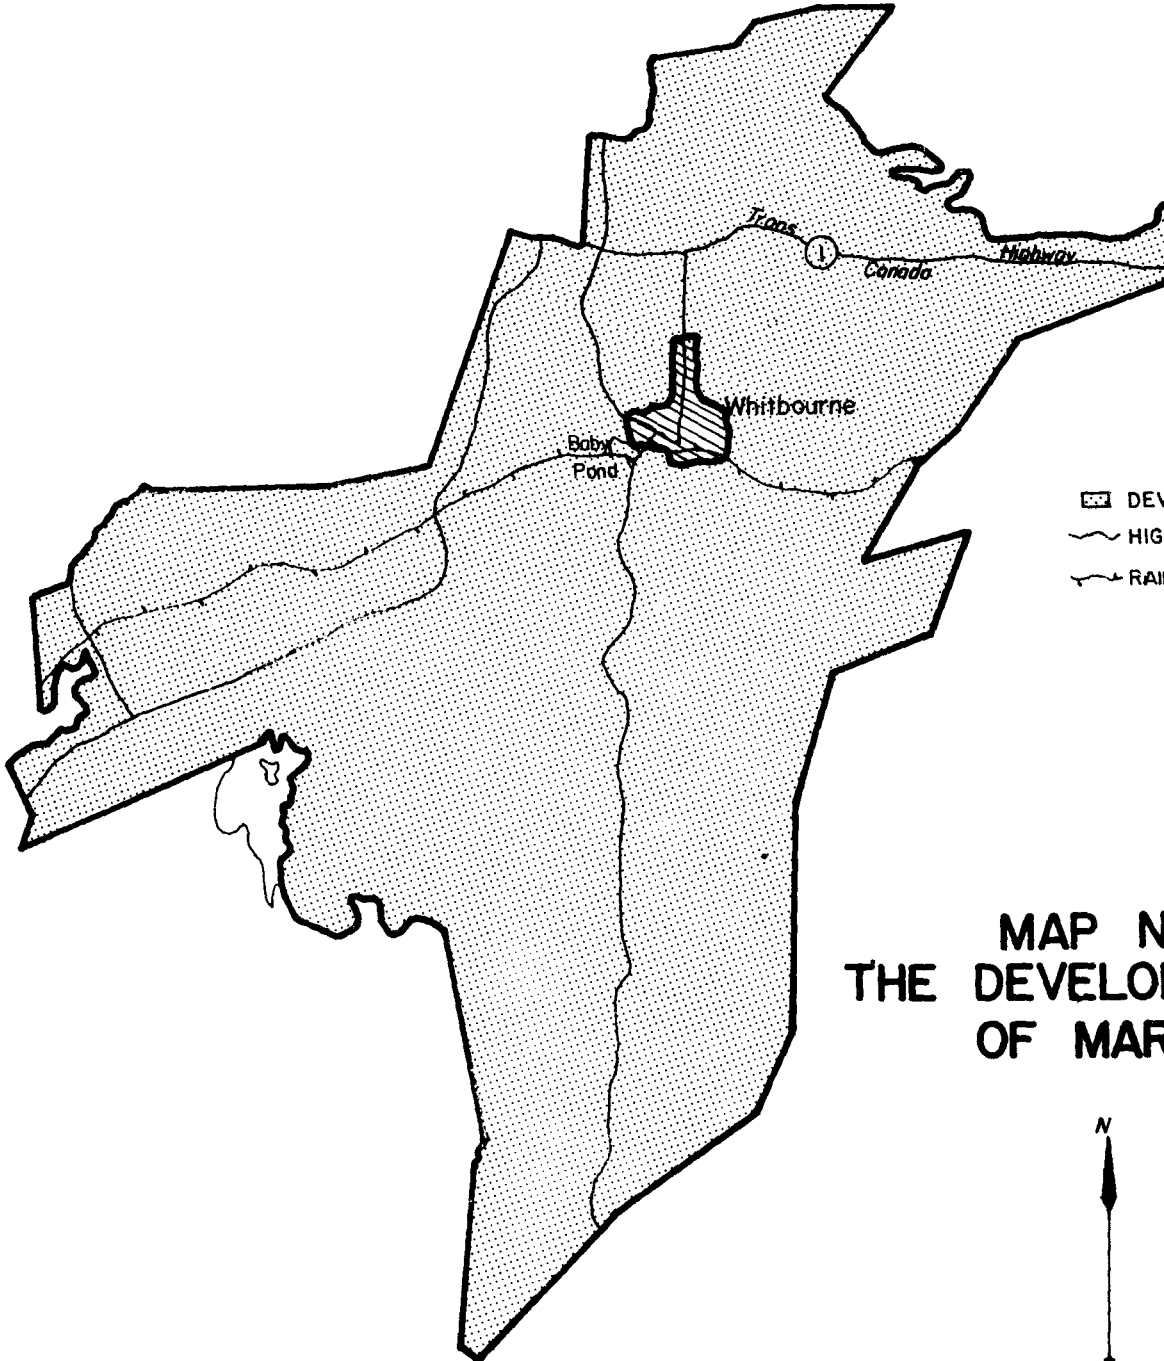 Trans
1
Canada
Highway
Whitbourne
Baby
Pond
DEV
HIG
RAI
MAP N
THE DEVELO
OF MAR
N